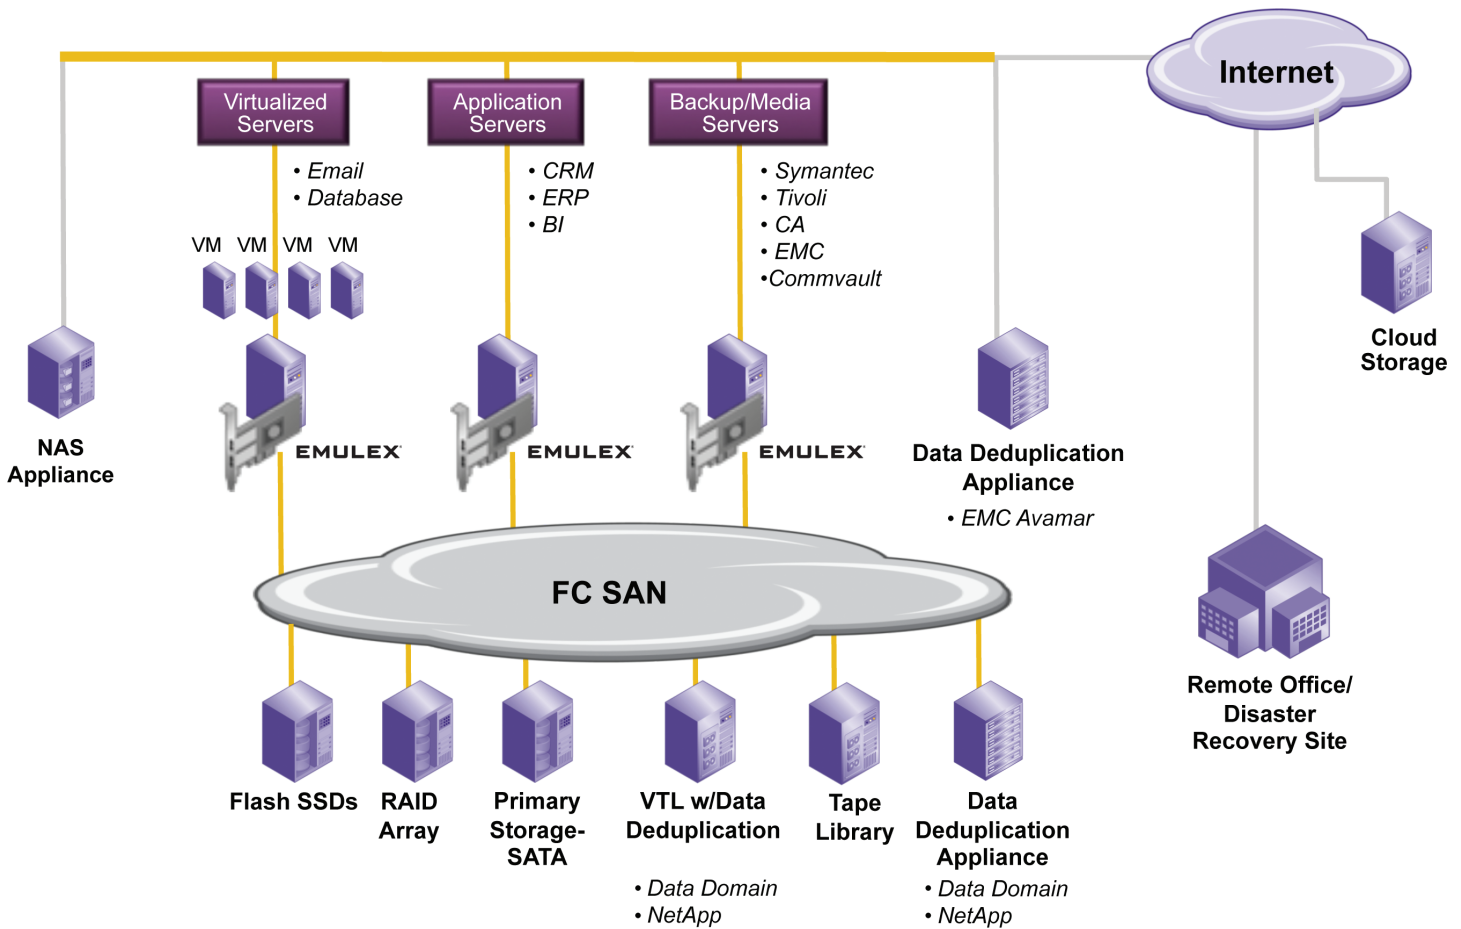 Internet
Virtualized
Servers
Application
Servers
Backup/Media
Servers
• Email
• Database
• CRM
• ERP
• BI
• Symantec
• Tivoli
• CA
• EMC
•Commvault
VM VM VM VM
Cloud
Storage
NAS
Appliance
EMULEX
EMULEX
EMULEX
Data Deduplication
Appliance
• EMC Avamar
FC SAN
Remote Office/
Disaster
Recovery Site
Flash SSDs
RAID
Array
Primary
Storage-
SATA
VTL w/Data
Deduplication
• Data Domain
• NetApp
Tape
Library
Data
Deduplication
Appliance
• Data Domain
• NetApp